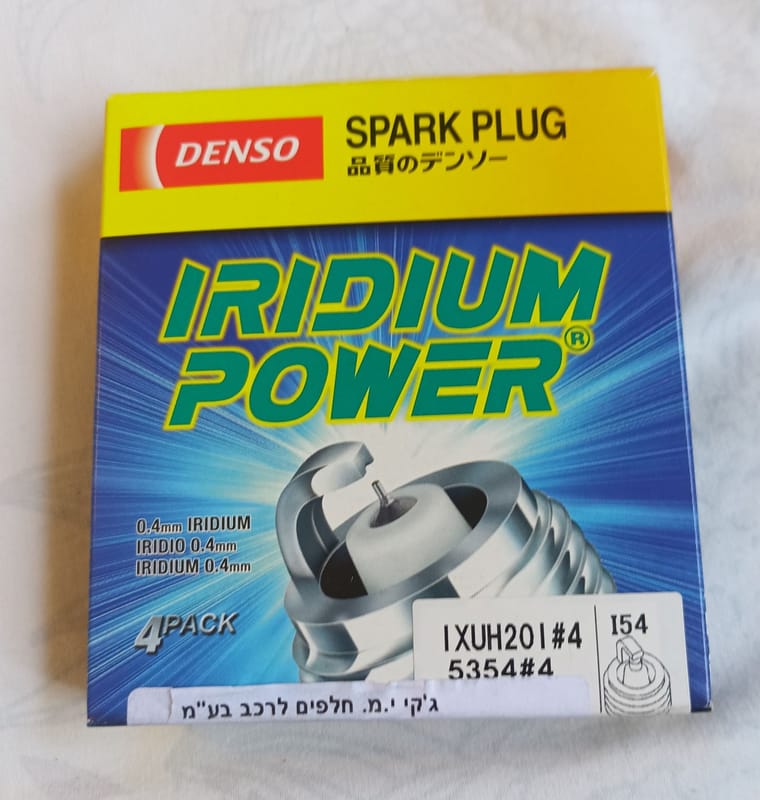 DENSO
SPARK PLUG
品質のデンソー
IRIDIUM
POWER®
0.4mm IRIDIUM
IRIDIO 0.4mm
IRIDIUM 0.4mm
4PACK
IXUH20I#4
5354#4
I54
ג'קי י.מ. חלפים לרכב בע"מ